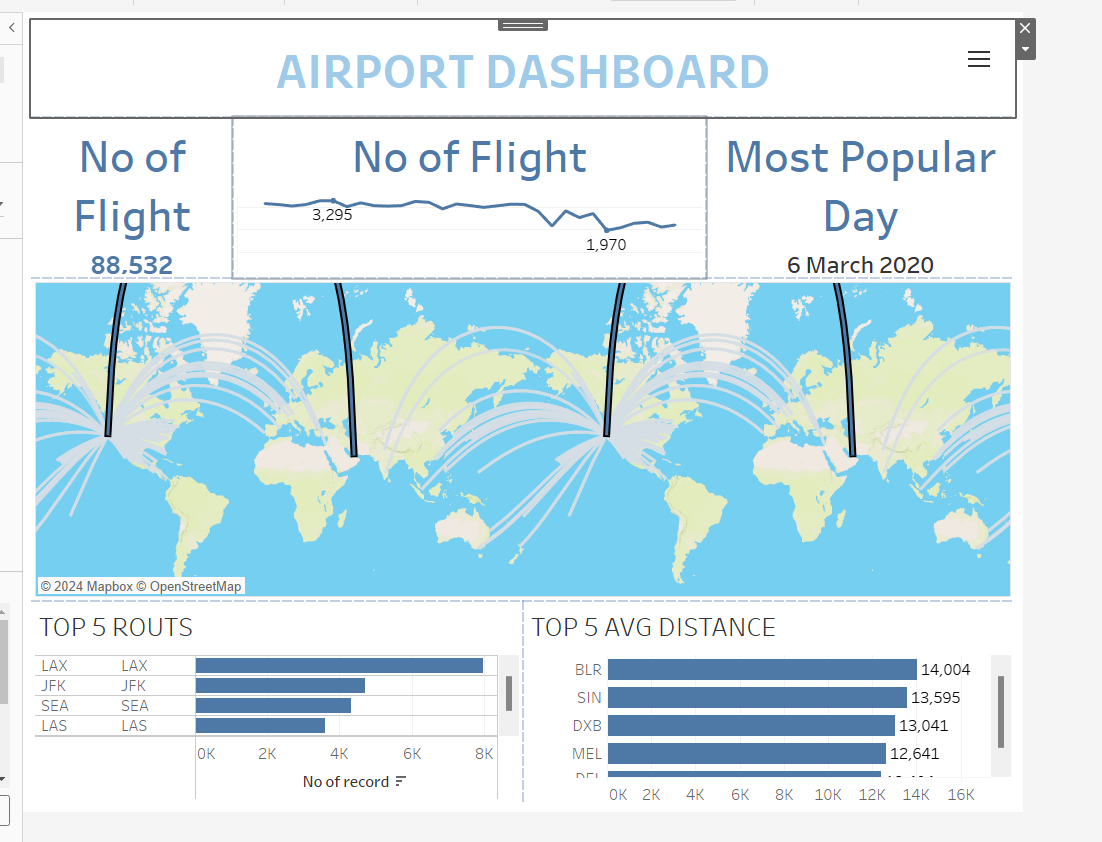 AIRPORT DASHBOARD
No of
Flight
88,532
No of Flight
3,295
1,970
Most Popular
Day
6 March 2020
© 2024 Mapbox © OpenStreetMap
TOP 5 ROUTS
LAX LAX
JFK JFK
SEA SEA
LAS LAS
0K 2K 4K 6K 8K
No of record
TOP 5 AVG DISTANCE
BLR 14,004
SIN 13,595
DXB 13,041
MEL 12,641
0K 2K 4K 6K 8K 10K 12K 14K 16K